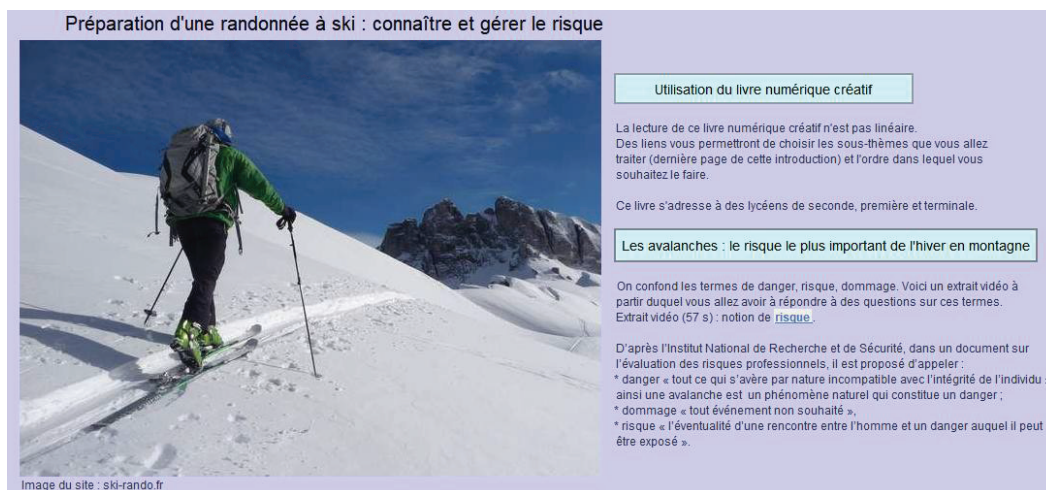 Préparation d'une randonnée à ski : connaître et gérer le risque
Utilisation du livre numérique créatif
La lecture de ce livre numérique créatif n'est pas linéaire.
Des liens vous permettront de choisir les sous-thèmes que vous allez
traiter (dernière page de cette introduction) et l'ordre dans lequel vous
souhaitez le faire.
Ce livre s'adresse à des lycéens de seconde, première et terminale.
Les avalanches : le risque le plus important de l'hiver en montagne
On confond les termes de danger, risque, dommage. Voici un extrait vidéo à
partir duquel vous allez avoir à répondre à des questions sur ces termes.
Extrait vidéo (57 s) : notion de risque .
D'après l'Institut National de Recherche et de Sécurité, dans un document sur
l'évaluation des risques professionnels, il est proposé d'appeler :
* danger « tout ce qui s'avère par nature incompatible avec l'intégrité de l'individu
ainsi une avalanche est un phénomène naturel qui constitue un danger ;
* dommage « tout événement non souhaité »,
* risque « l'éventualité d'une rencontre entre l'homme et un danger auquel il peut
être exposé ».
Image du site : ski-rando.fr